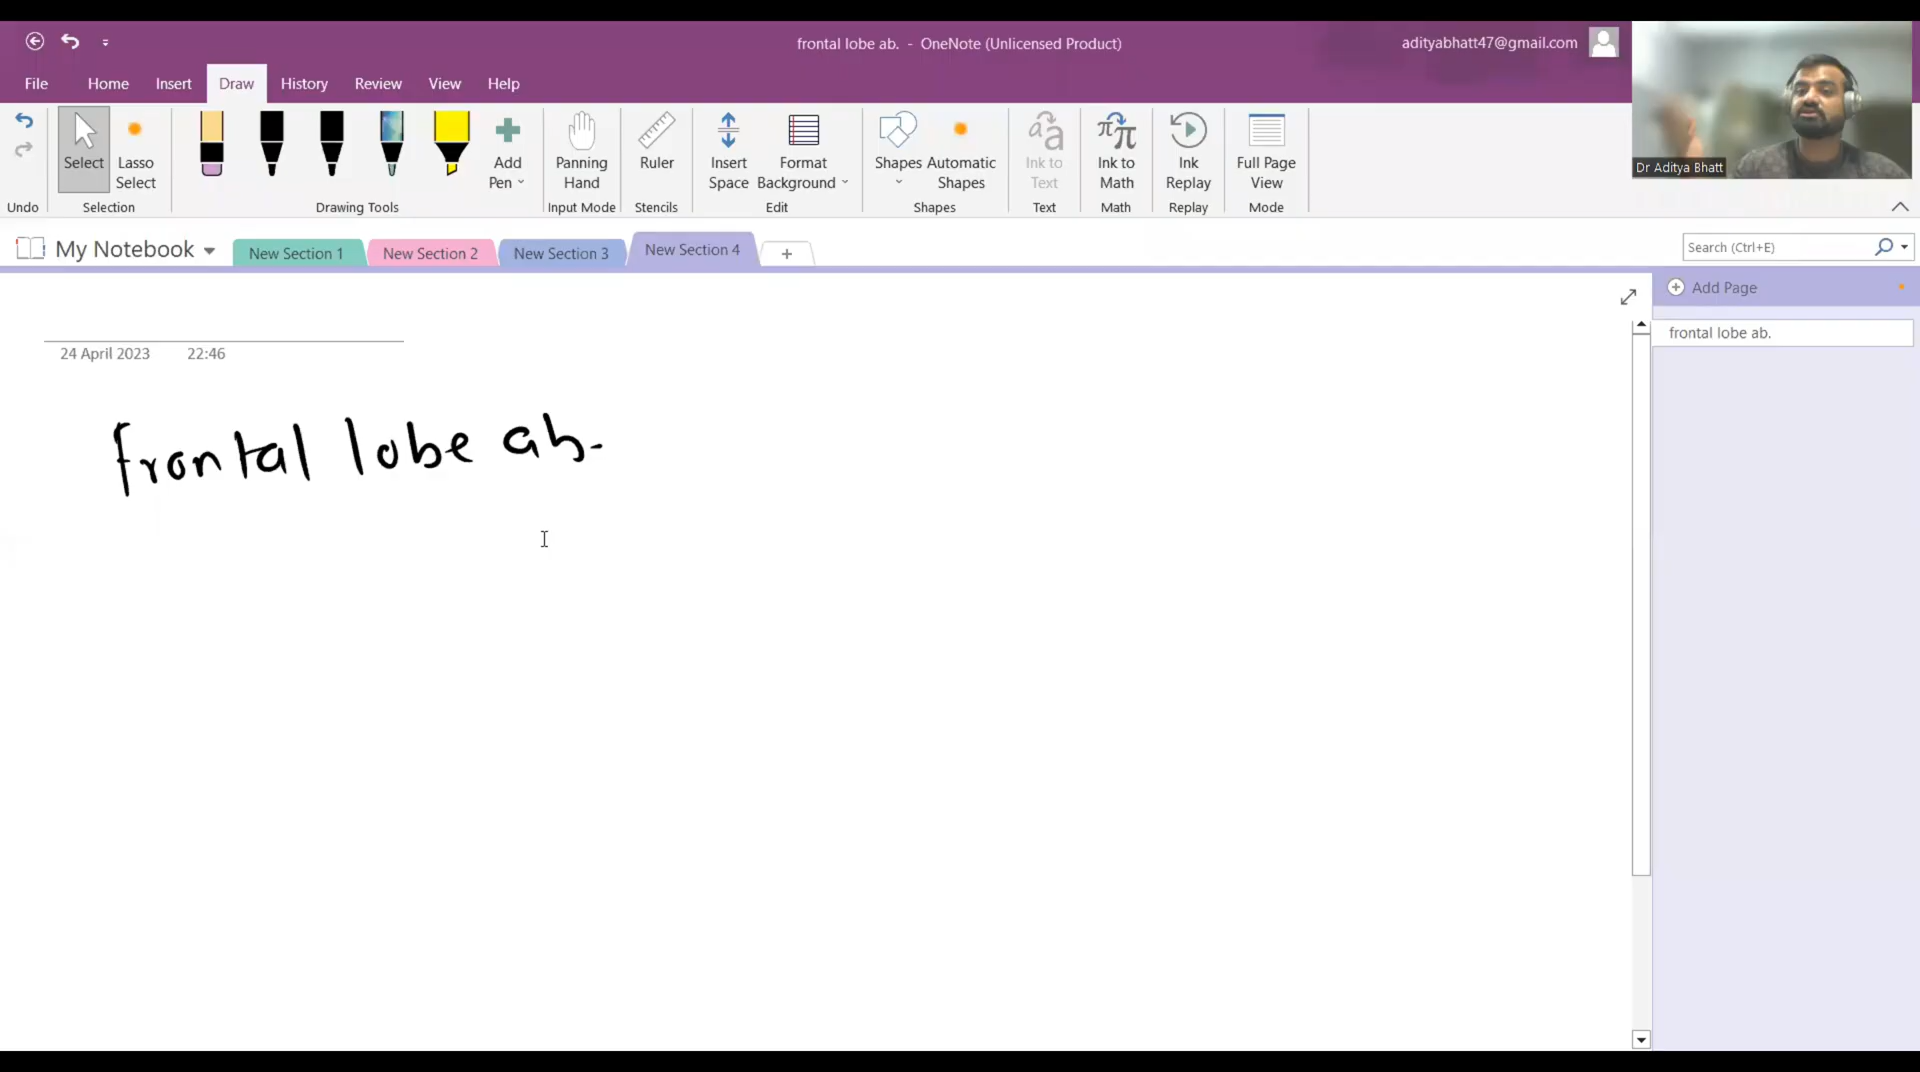 frontal lobe ab. - OneNote (Unlicensed Product)
adityabhatt47@gmail.com
File Home Insert Draw History Review View Help
Select
Lasso Select
Add Pen
Panning Hand
Ruler
Insert Space
Format Background
Shapes
Automatic Shapes
Ink to Text
Ink to Math
Ink Replay
Full Page View
Dr Aditya Bhatt
Undo Selection Drawing Tools Input Mode Stencils Edit Shapes Text Math Replay Mode
My Notebook New Section 1 New Section 2 New Section 3 New Section 4
Search (Ctrl+E)
Add Page
frontal lobe ab.
24 April 2023 22:46
frontal lobe ab.